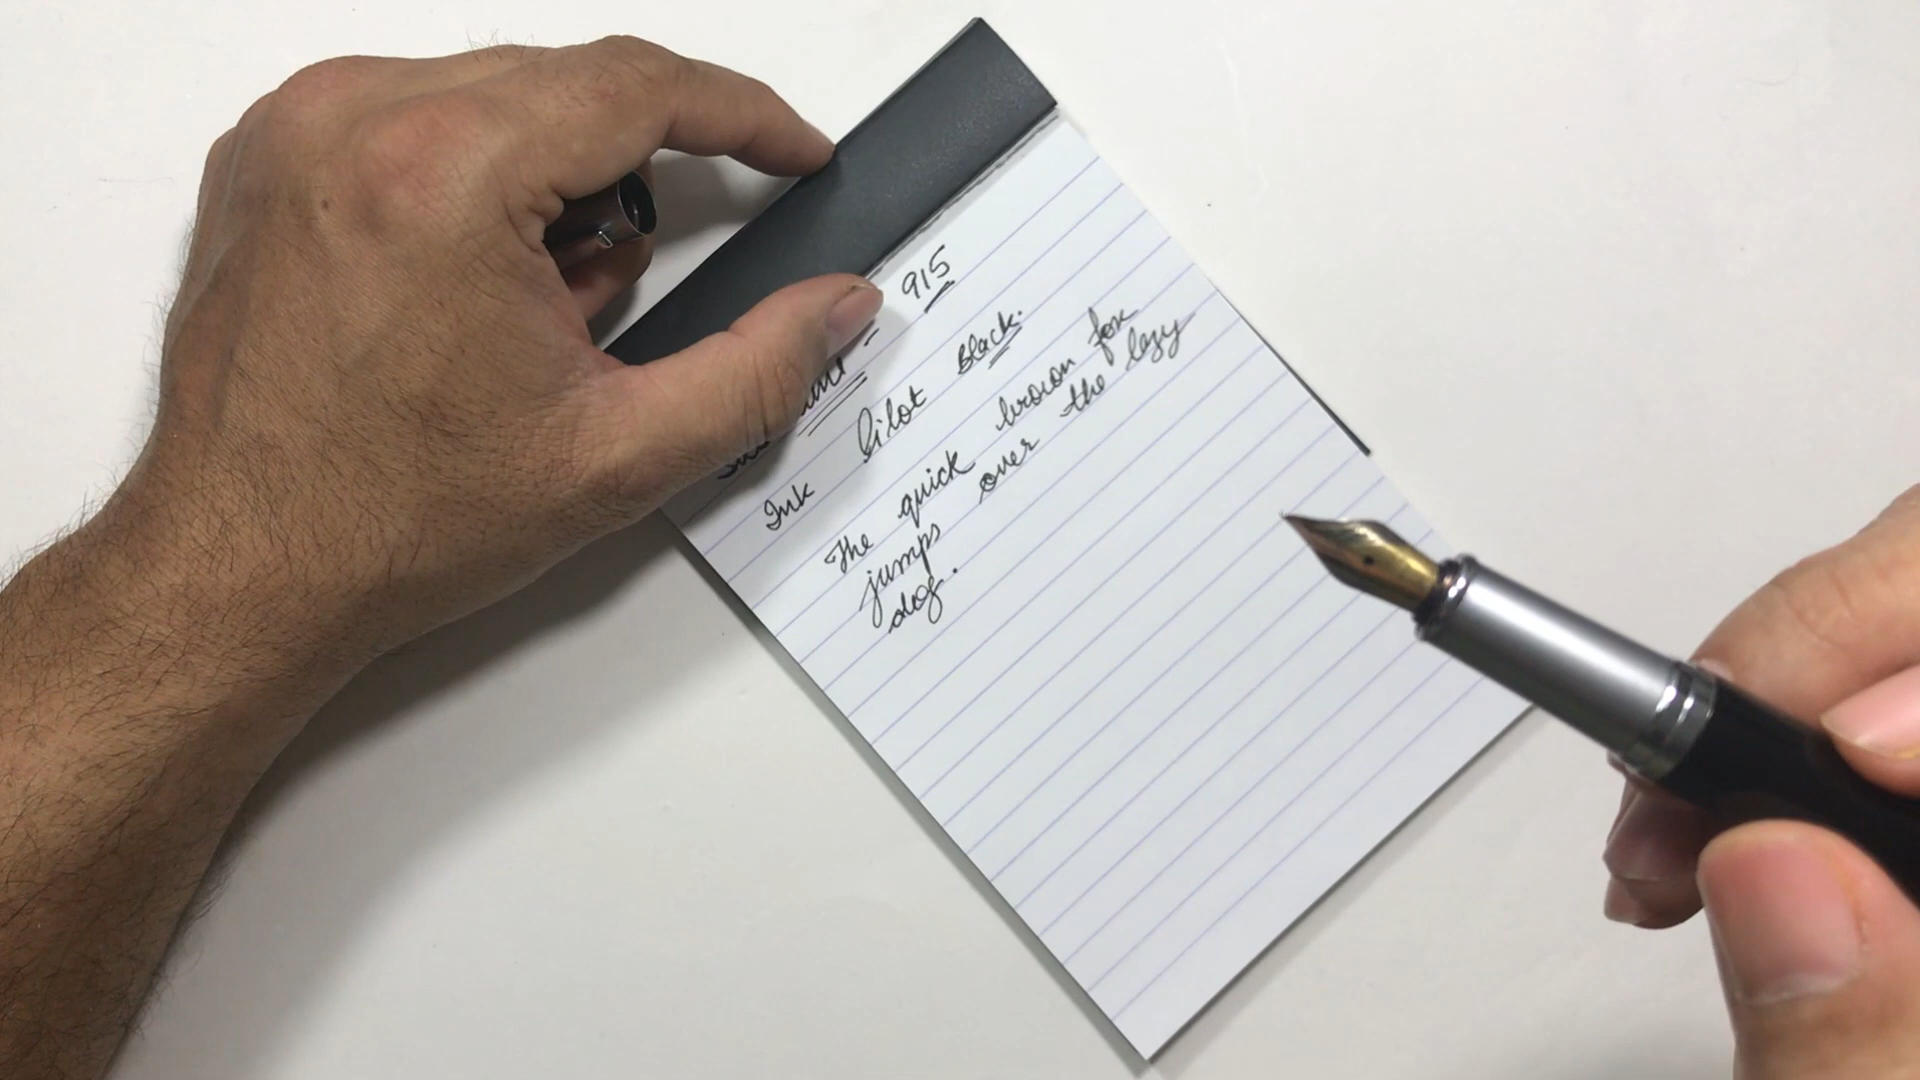 915
Ink Pilot Black.
The quick brown fox
jumps over the lazy
dog.